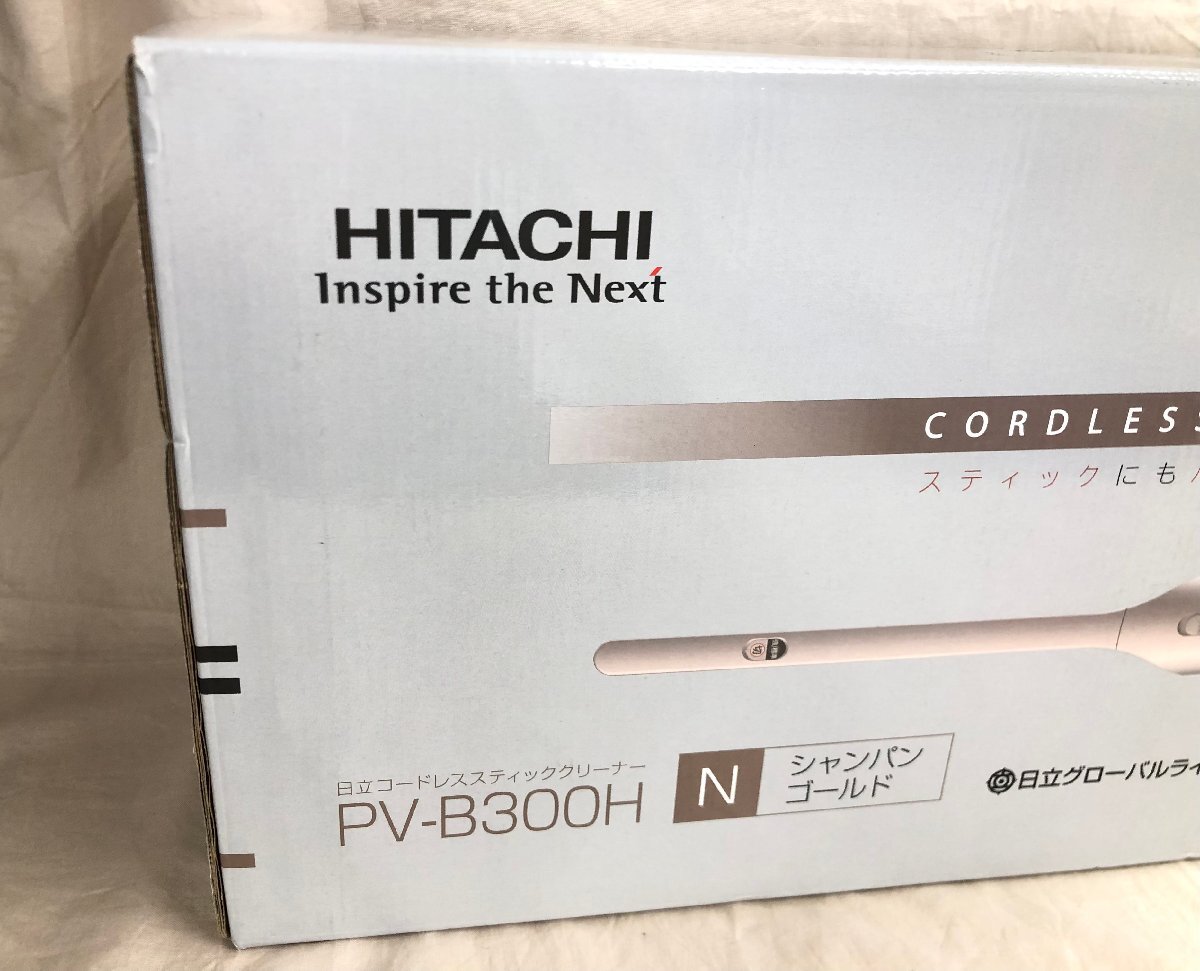 HITACHI
Inspire the Next
CORDLESS
スティックにも
日立コードレススティッククリーナー
PV-B300H
N
シャンパン
ゴールド
日立グローバルライ